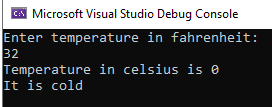 Microsoft Visual Studio Debug Console
Enter temperature in fahrenheit:
32
Temperature in celsius is 0
It is cold